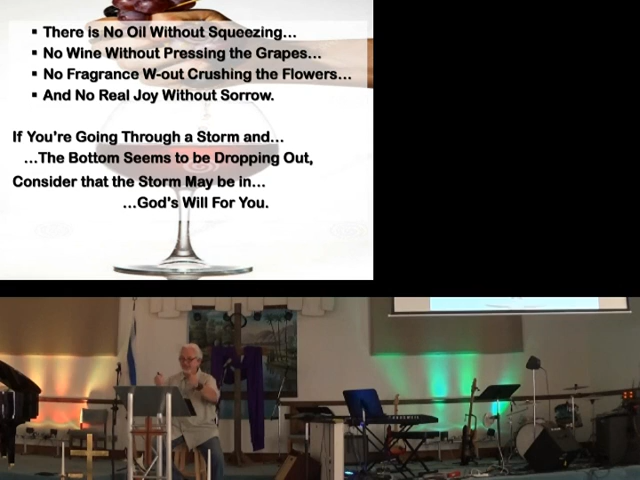 ▪ There is No Oil Without Squeezing…
▪ No Wine Without Pressing the Grapes…
▪ No Fragrance W-out Crushing the Flowers…
▪ And No Real Joy Without Sorrow.
If You're Going Through a Storm and…
…The Bottom Seems to be Dropping Out,
Consider that the Storm May be in…
…God's Will For You.